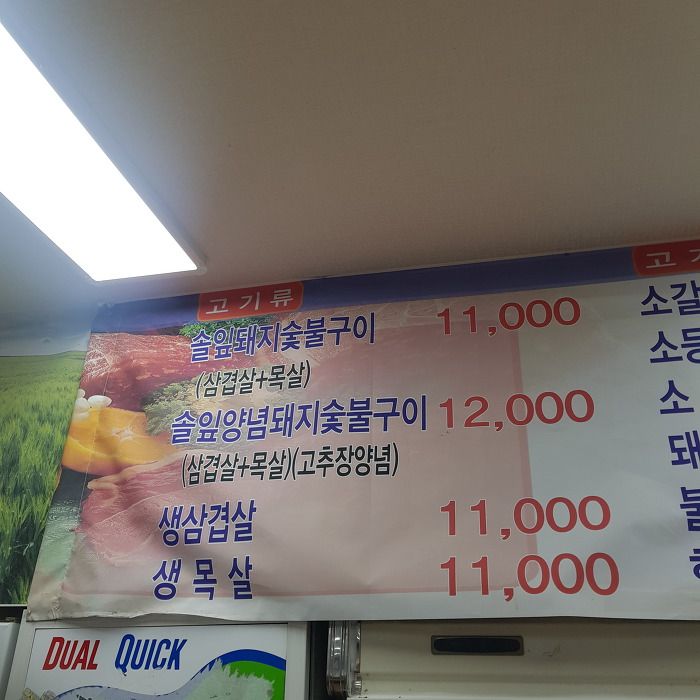 고기류
솔잎돼지숯불구이 11,000
(삼겹살+목살)
솔잎양념돼지숯불구이 12,000
(삼겹살+목살)(고추장양념)
생삼겹살 11,000
생목살 11,000
고기
소갈
소등
소
돼
불
DUAL QUICK